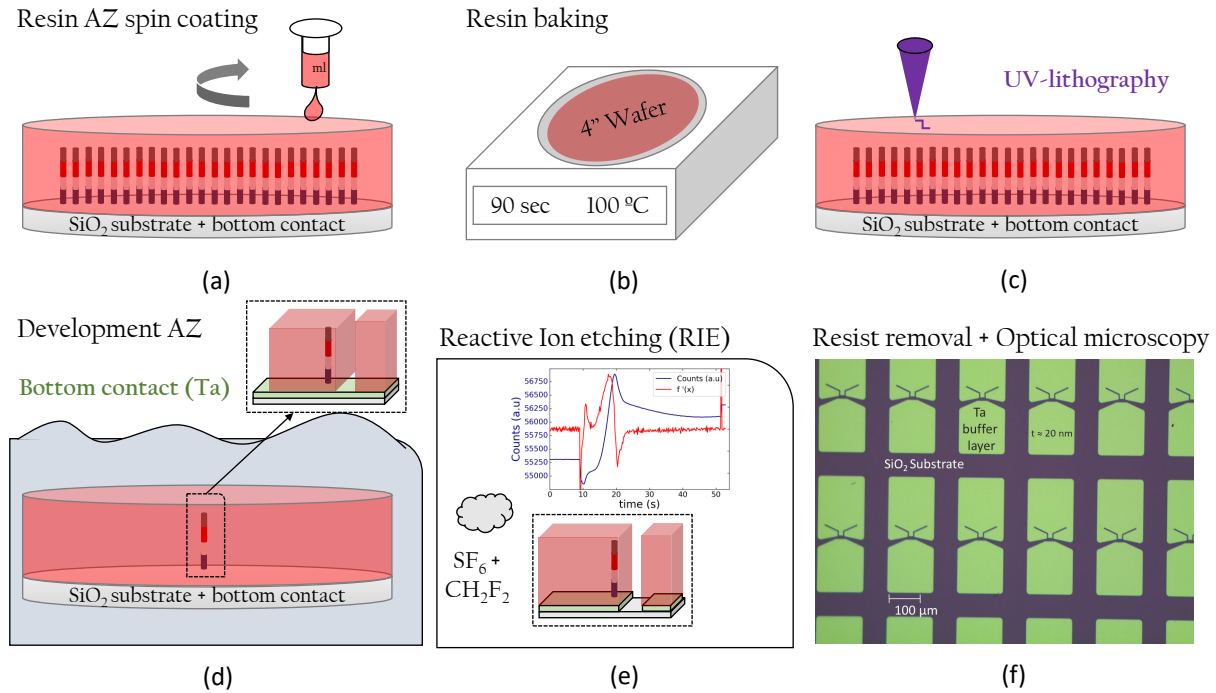 Resin AZ spin coating
ml
SiO₂ substrate + bottom contact
(a)
Resin baking
4” Wafer
90 sec 100 ºC
(b)
UV-lithography
SiO₂ substrate + bottom contact
(c)
Development AZ
Bottom contact (Ta)
SiO₂ substrate + bottom contact
(d)
Reactive Ion etching (RIE)
Counts (a.u)
f '(x)
Counts (a.u)
56750
56500
56250
56000
55750
55500
55250
55000
0 10 20 30 40 50
time (s)
SF₆ +
CH₂F₂
(e)
Resist removal + Optical microscopy
Ta
buffer
layer
t ≈ 20 nm
SiO₂ Substrate
100 µm
(f)